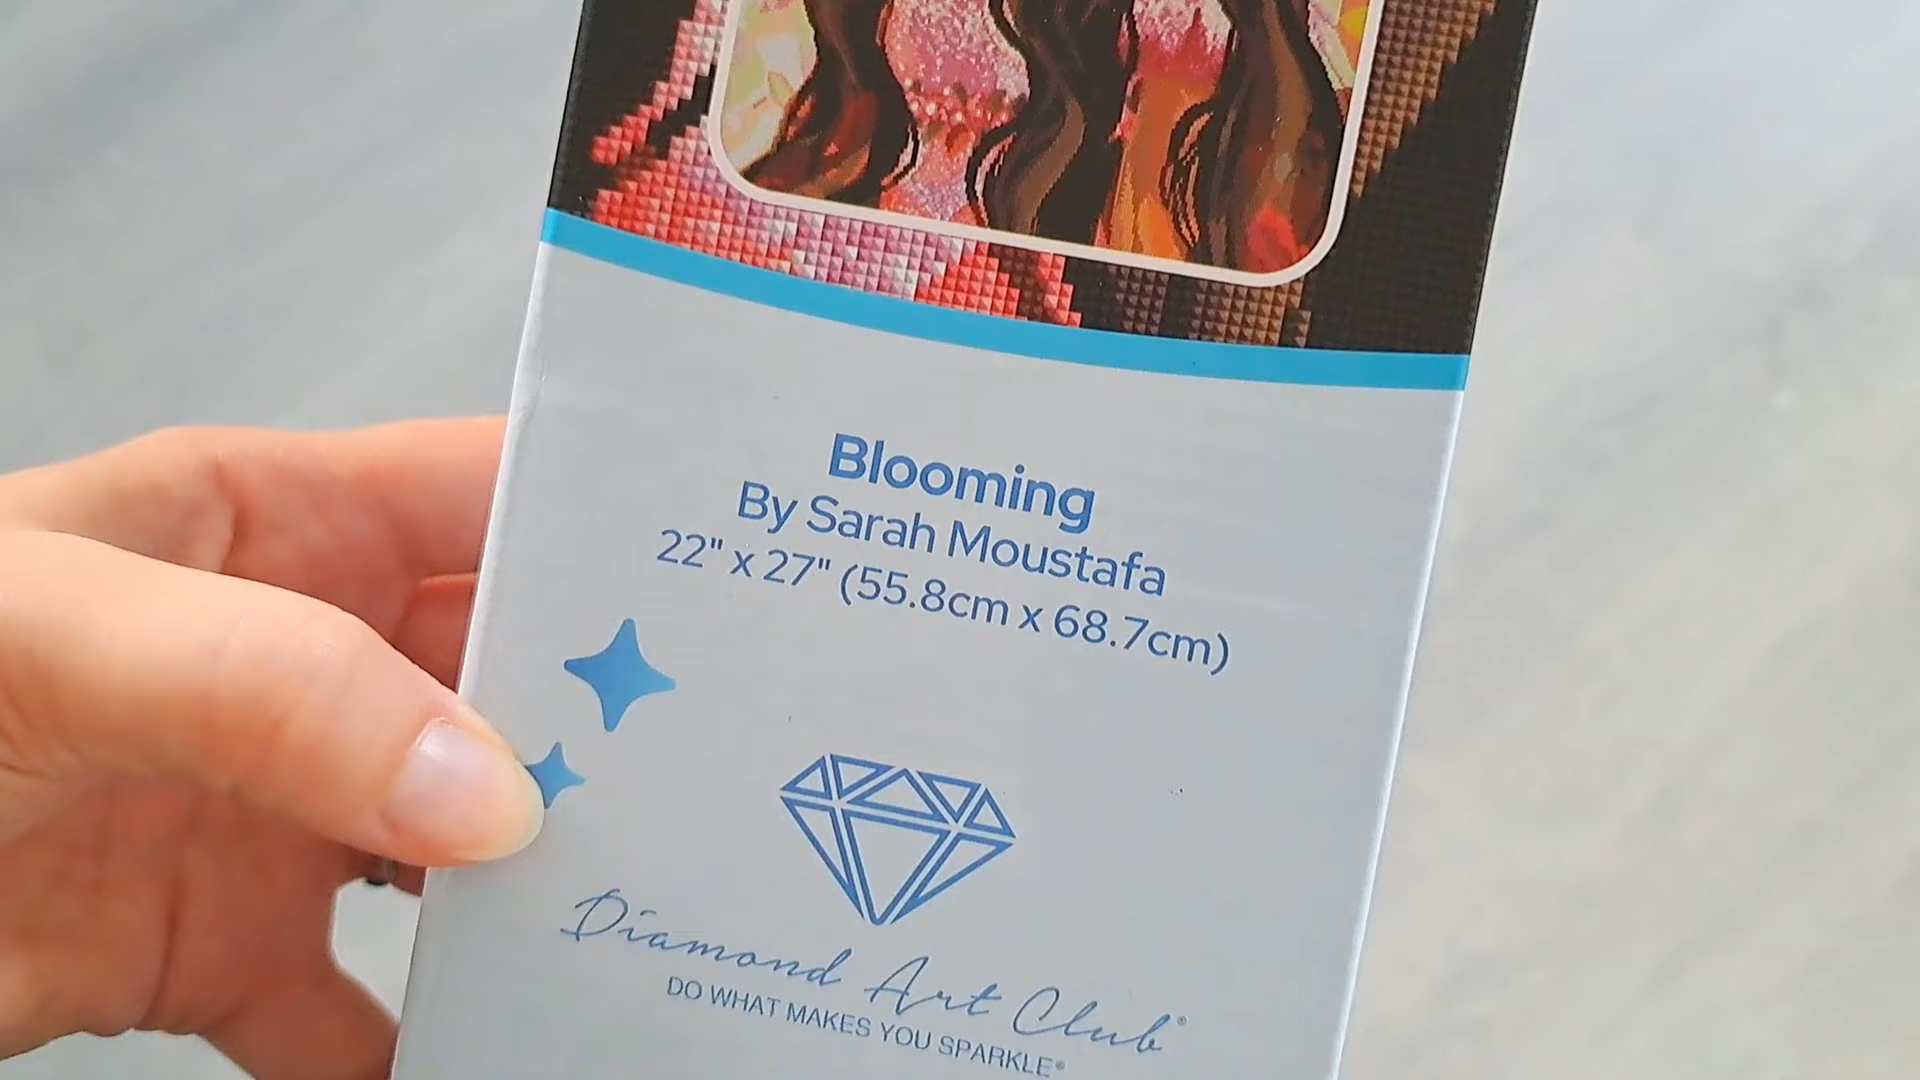 Blooming
By Sarah Moustafa
22" x 27" (55.8cm x 68.7cm)
Diamond Art Club®
DO WHAT MAKES YOU SPARKLE®